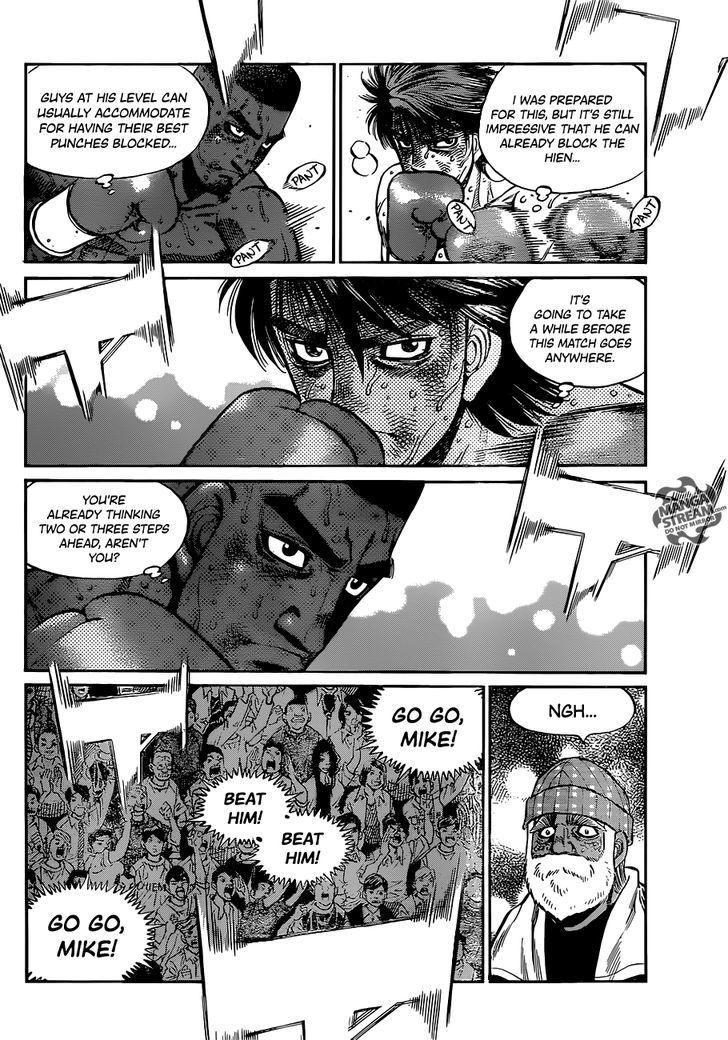 I WAS PREPARED
FOR THIS, BUT IT'S STILL
IMPRESSIVE THAT HE CAN
ALREADY BLOCK THE
HIEN...
PANT
PANT
GUYS AT HIS LEVEL CAN
USUALLY ACCOMMODATE
FOR HAVING THEIR BEST
PUNCHES BLOCKED...
PANT
PANT
IT'S
GOING TO TAKE
A WHILE BEFORE
THIS MATCH GOES
ANYWHERE.
YOU'RE
ALREADY THINKING
TWO OR THREE STEPS
AHEAD, AREN'T
YOU?
MANGA
STREAM.com
DO NOT MIRROR
NGH...
GO GO,
MIKE!
BEAT
HIM!
BEAT
HIM!
GO GO,
MIKE!